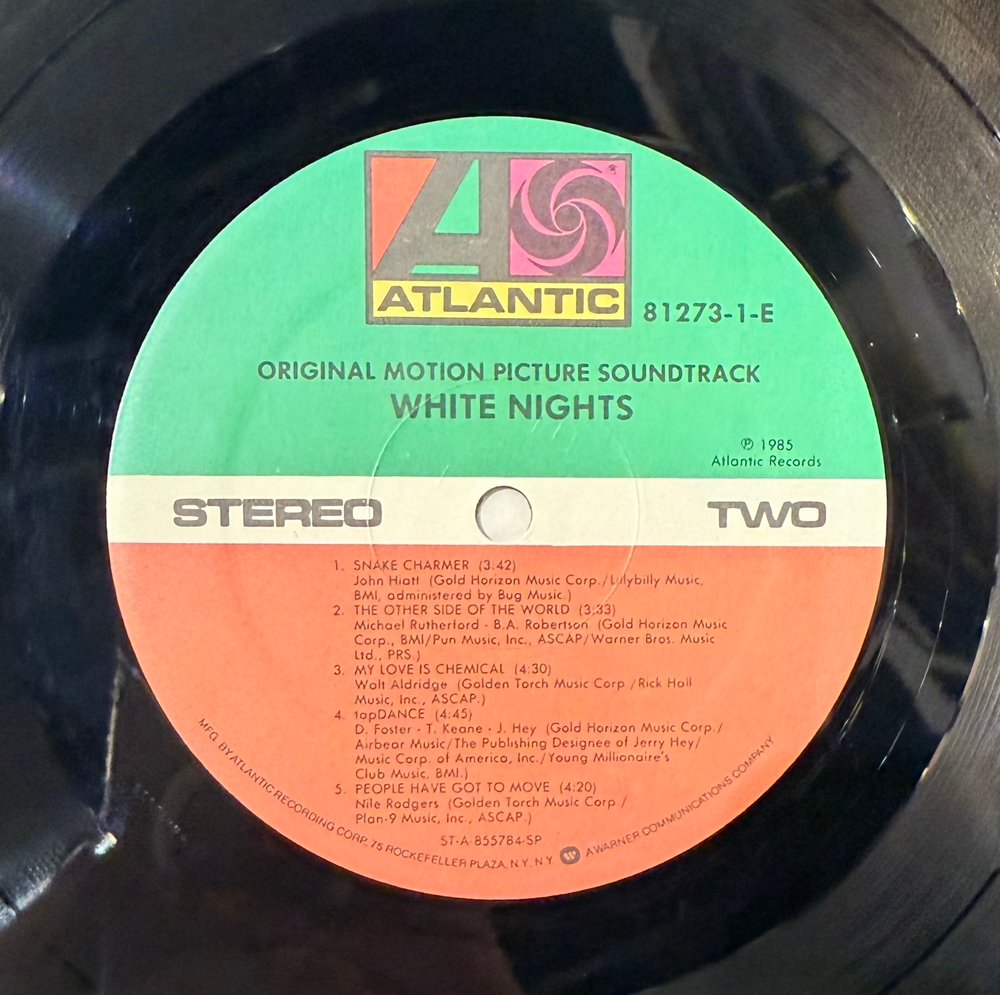 ATLANTIC
81273-1-E
ORIGINAL MOTION PICTURE SOUNDTRACK
WHITE NIGHTS
℗ 1985
Atlantic Records
STEREO
TWO
1. SNAKE CHARMER (3:42)
John Hiatt (Gold Horizon Music Corp./Lilybilly Music,
BMI, administered by Bug Music.)
2. THE OTHER SIDE OF THE WORLD (3:33)
Michael Rutherford - B.A. Robertson (Gold Horizon Music
Corp., BMI/Pun Music, Inc., ASCAP/Warner Bros. Music
Ltd., PRS.)
3. MY LOVE IS CHEMICAL (4:30)
Walt Aldridge (Golden Torch Music Corp./Rick Hall
Music, Inc., ASCAP.)
4. tapDANCE (4:45)
D. Foster - T. Keane - J. Hey (Gold Horizon Music Corp./
Airbear Music/The Publishing Designee of Jerry Hey/
Music Corp. of America, Inc./Young Millionaire's
Club Music, BMI.)
5. PEOPLE HAVE GOT TO MOVE (4:20)
Nile Rodgers (Golden Torch Music Corp./
Plan-9 Music, Inc., ASCAP.)
ST-A-855784-SP
MFG. BY ATLANTIC RECORDING CORP. 75 ROCKEFELLER PLAZA, N.Y. N.Y. A WARNER COMMUNICATIONS COMPANY